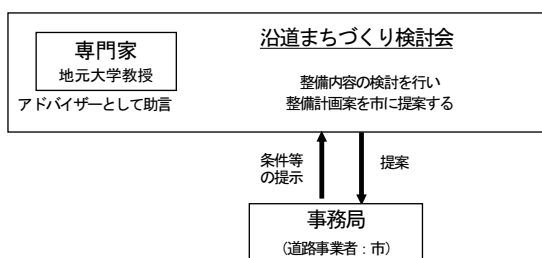 沿道まちづくり検討会
専門家
地元大学教授
アドバイザーとして助言
整備内容の検討を行い
整備計画案を市に提案する
条件等
の提示
提案
事務局
（道路事業者：市）